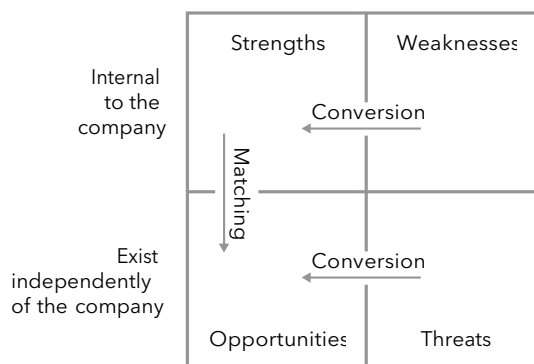 Strengths
Weaknesses
Internal
to the
company
Conversion
Matching
Exist
independently
of the company
Conversion
Opportunities
Threats